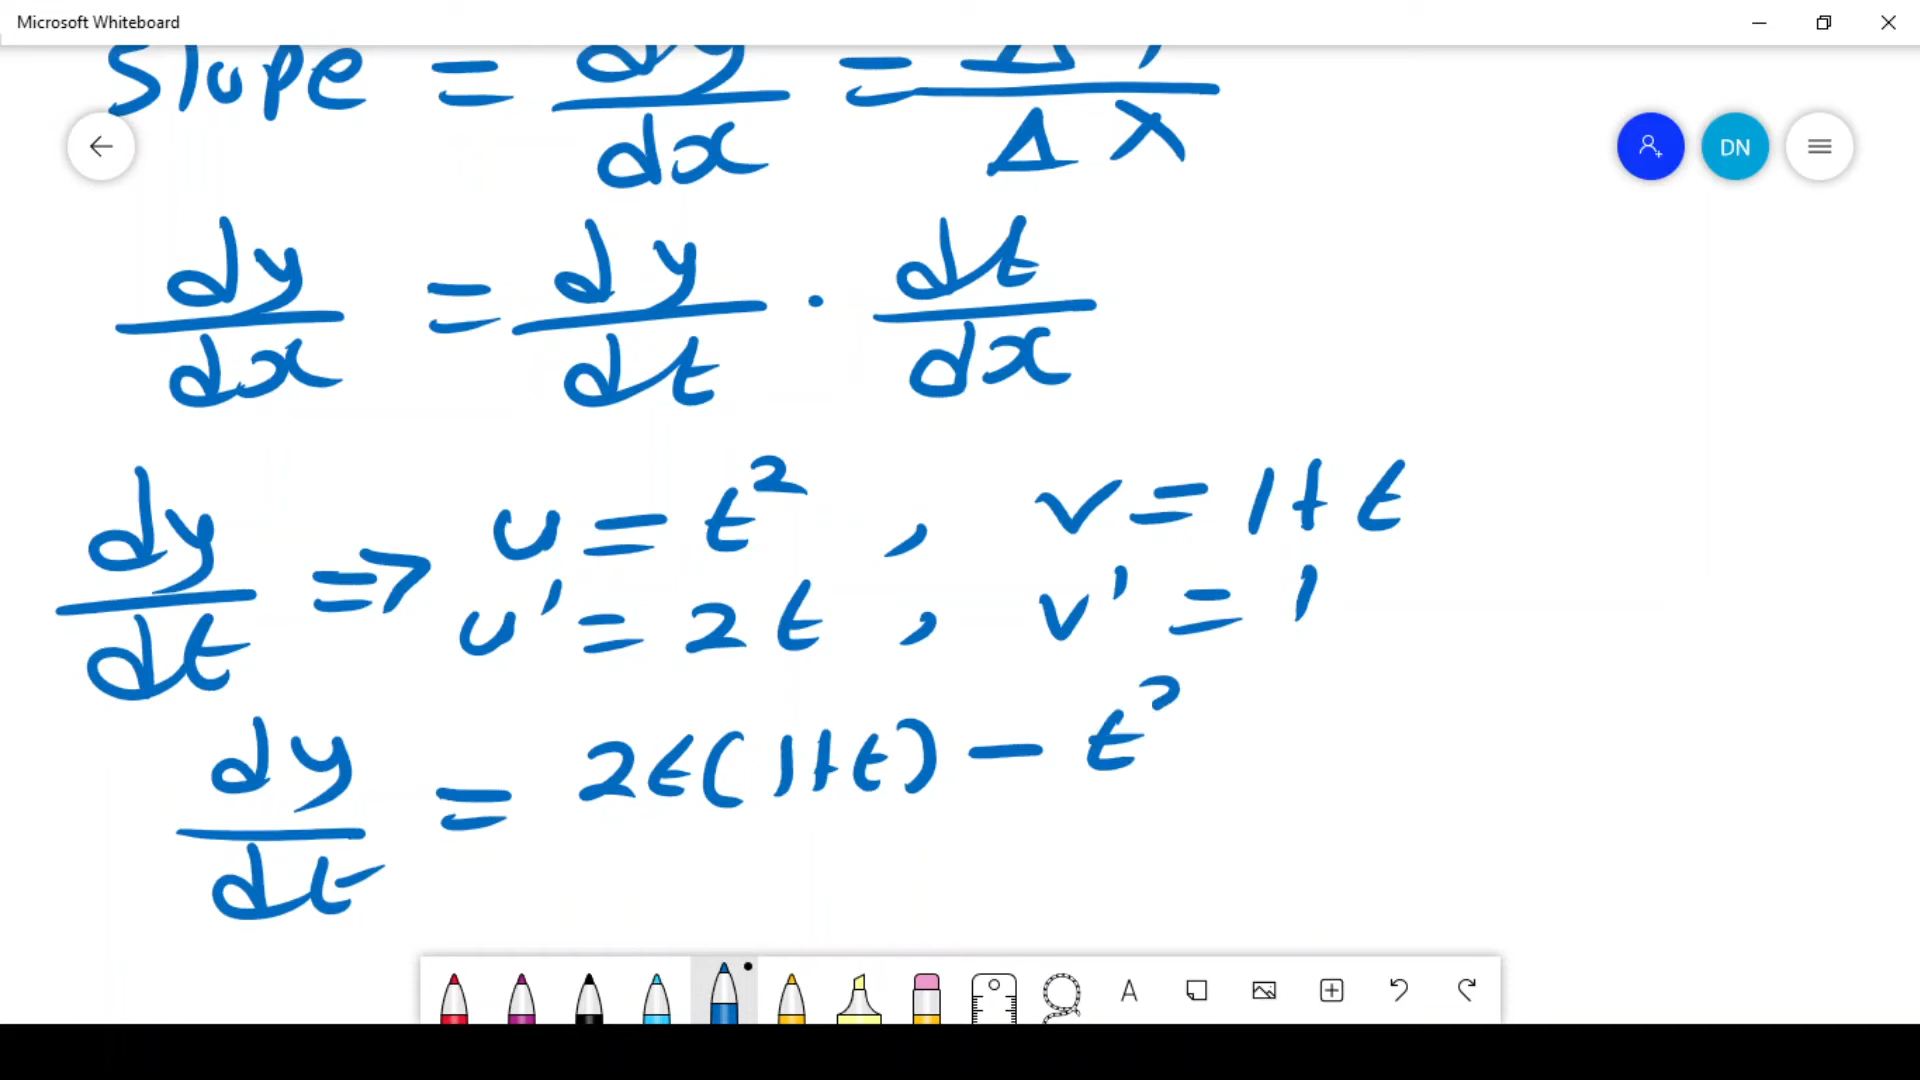 Microsoft Whiteboard
Slope = dy/dx = Δy/Δx
DN
dy/dx = dy/dt · dt/dx
dy/dt => u = t² , v = 1+t
u' = 2t , v' = 1
dy/dt = 2t(1+t) - t²
A